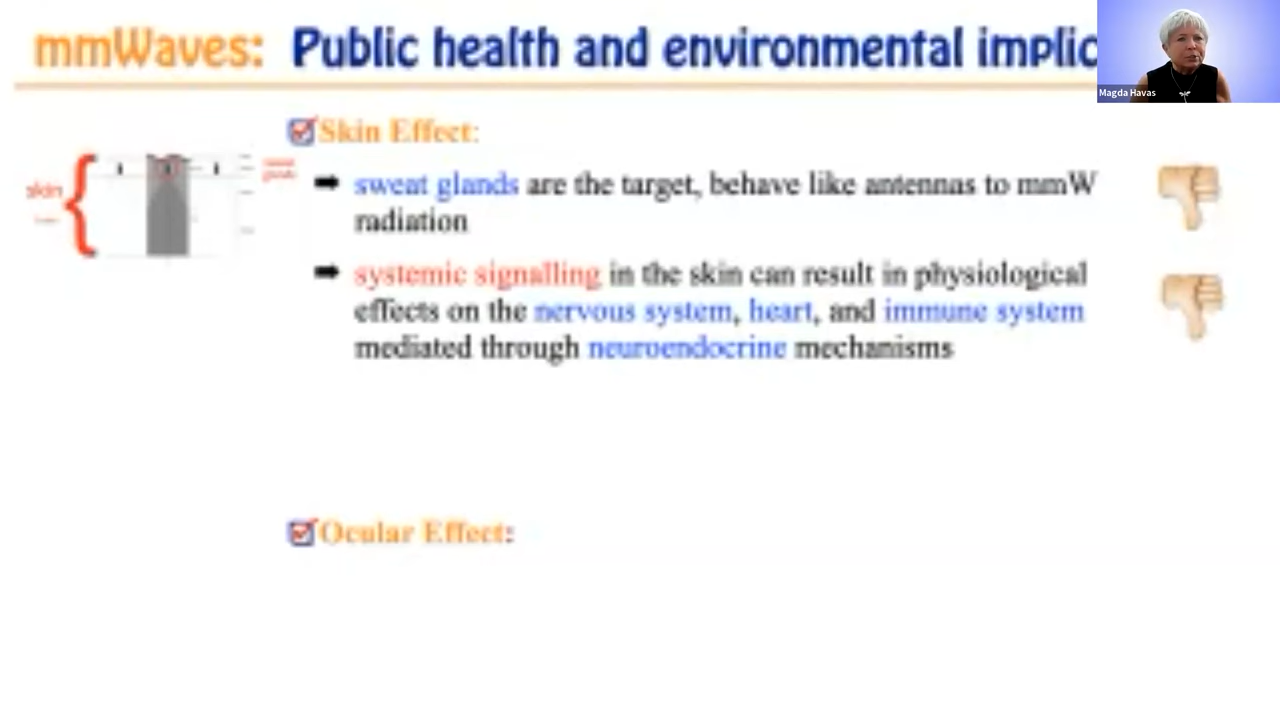 mmWaves: Public health and environmental implic
Magda Havas
Skin Effect:
skin
sweat glands are the target, behave like antennas to mmW
radiation
systemic signalling in the skin can result in physiological
effects on the nervous system, heart, and immune system
mediated through neuroendocrine mechanisms
Ocular Effect: